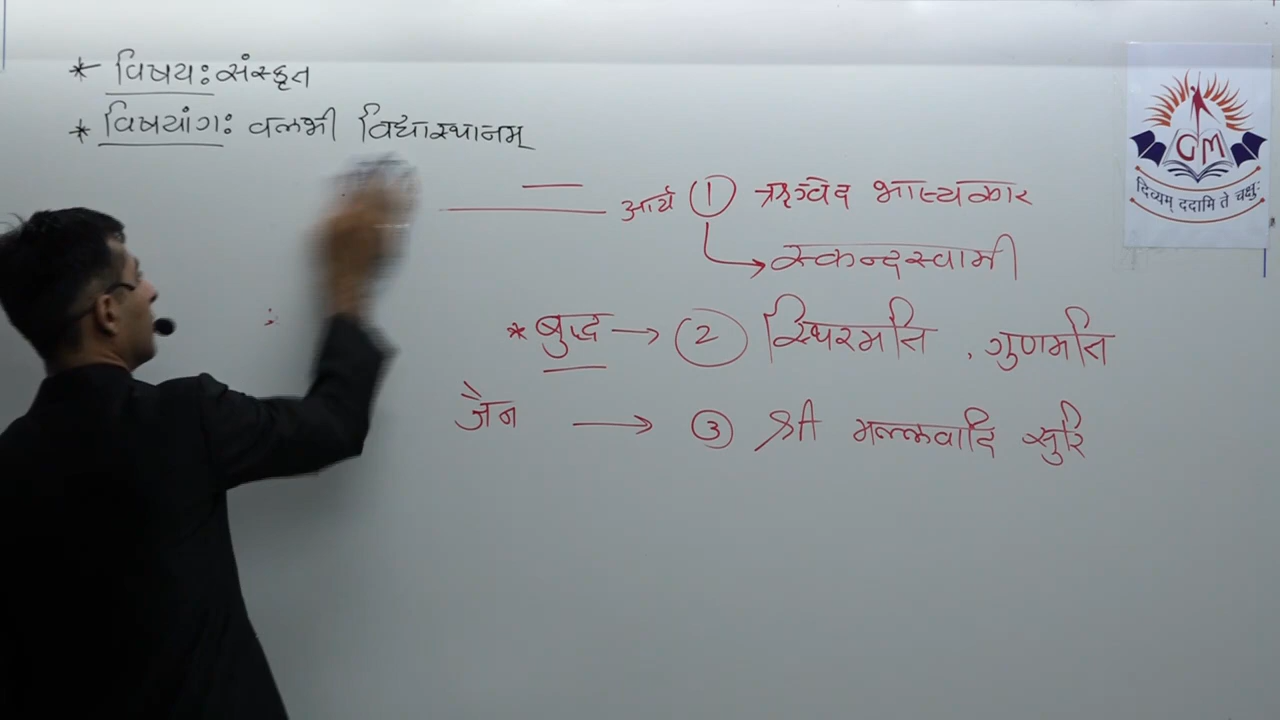 * विषय: संस्कृत
* विषयांग: वलभी विद्यास्थानम्
आर्य ① ऋग्वेद भाष्यकार
स्कन्दस्वामी
* बुद्ध → ② स्थिरमति, गुणमति
जैन → ③ श्री मल्लवादि सुरि
GM
दिव्यम् ददामि ते चक्षुः